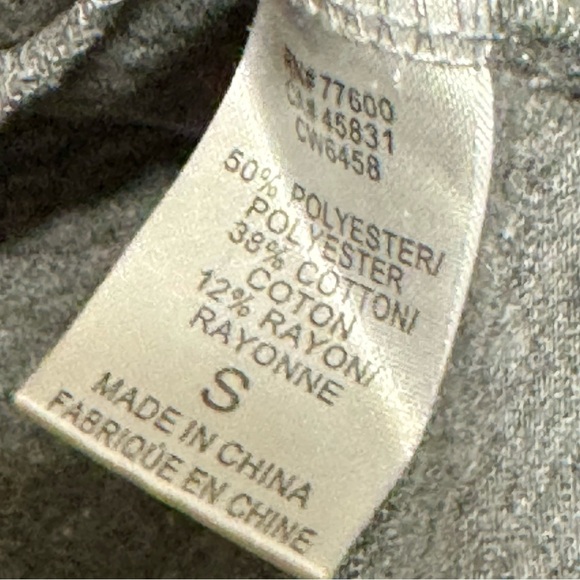 RN# 77600
CA# 45831
CW6458
50% POLYESTER/
POLYESTER
38% COTTON/
COTON
12% RAYON/
RAYONNE
S
MADE IN CHINA
FABRIQUE EN CHINE